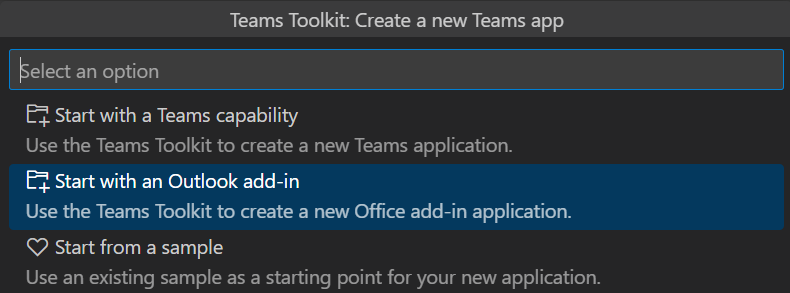 Teams Toolkit: Create a new Teams app
Select an option
Start with a Teams capability
Use the Teams Toolkit to create a new Teams application.
Start with an Outlook add-in
Use the Teams Toolkit to create a new Office add-in application.
Start from a sample
Use an existing sample as a starting point for your new application.